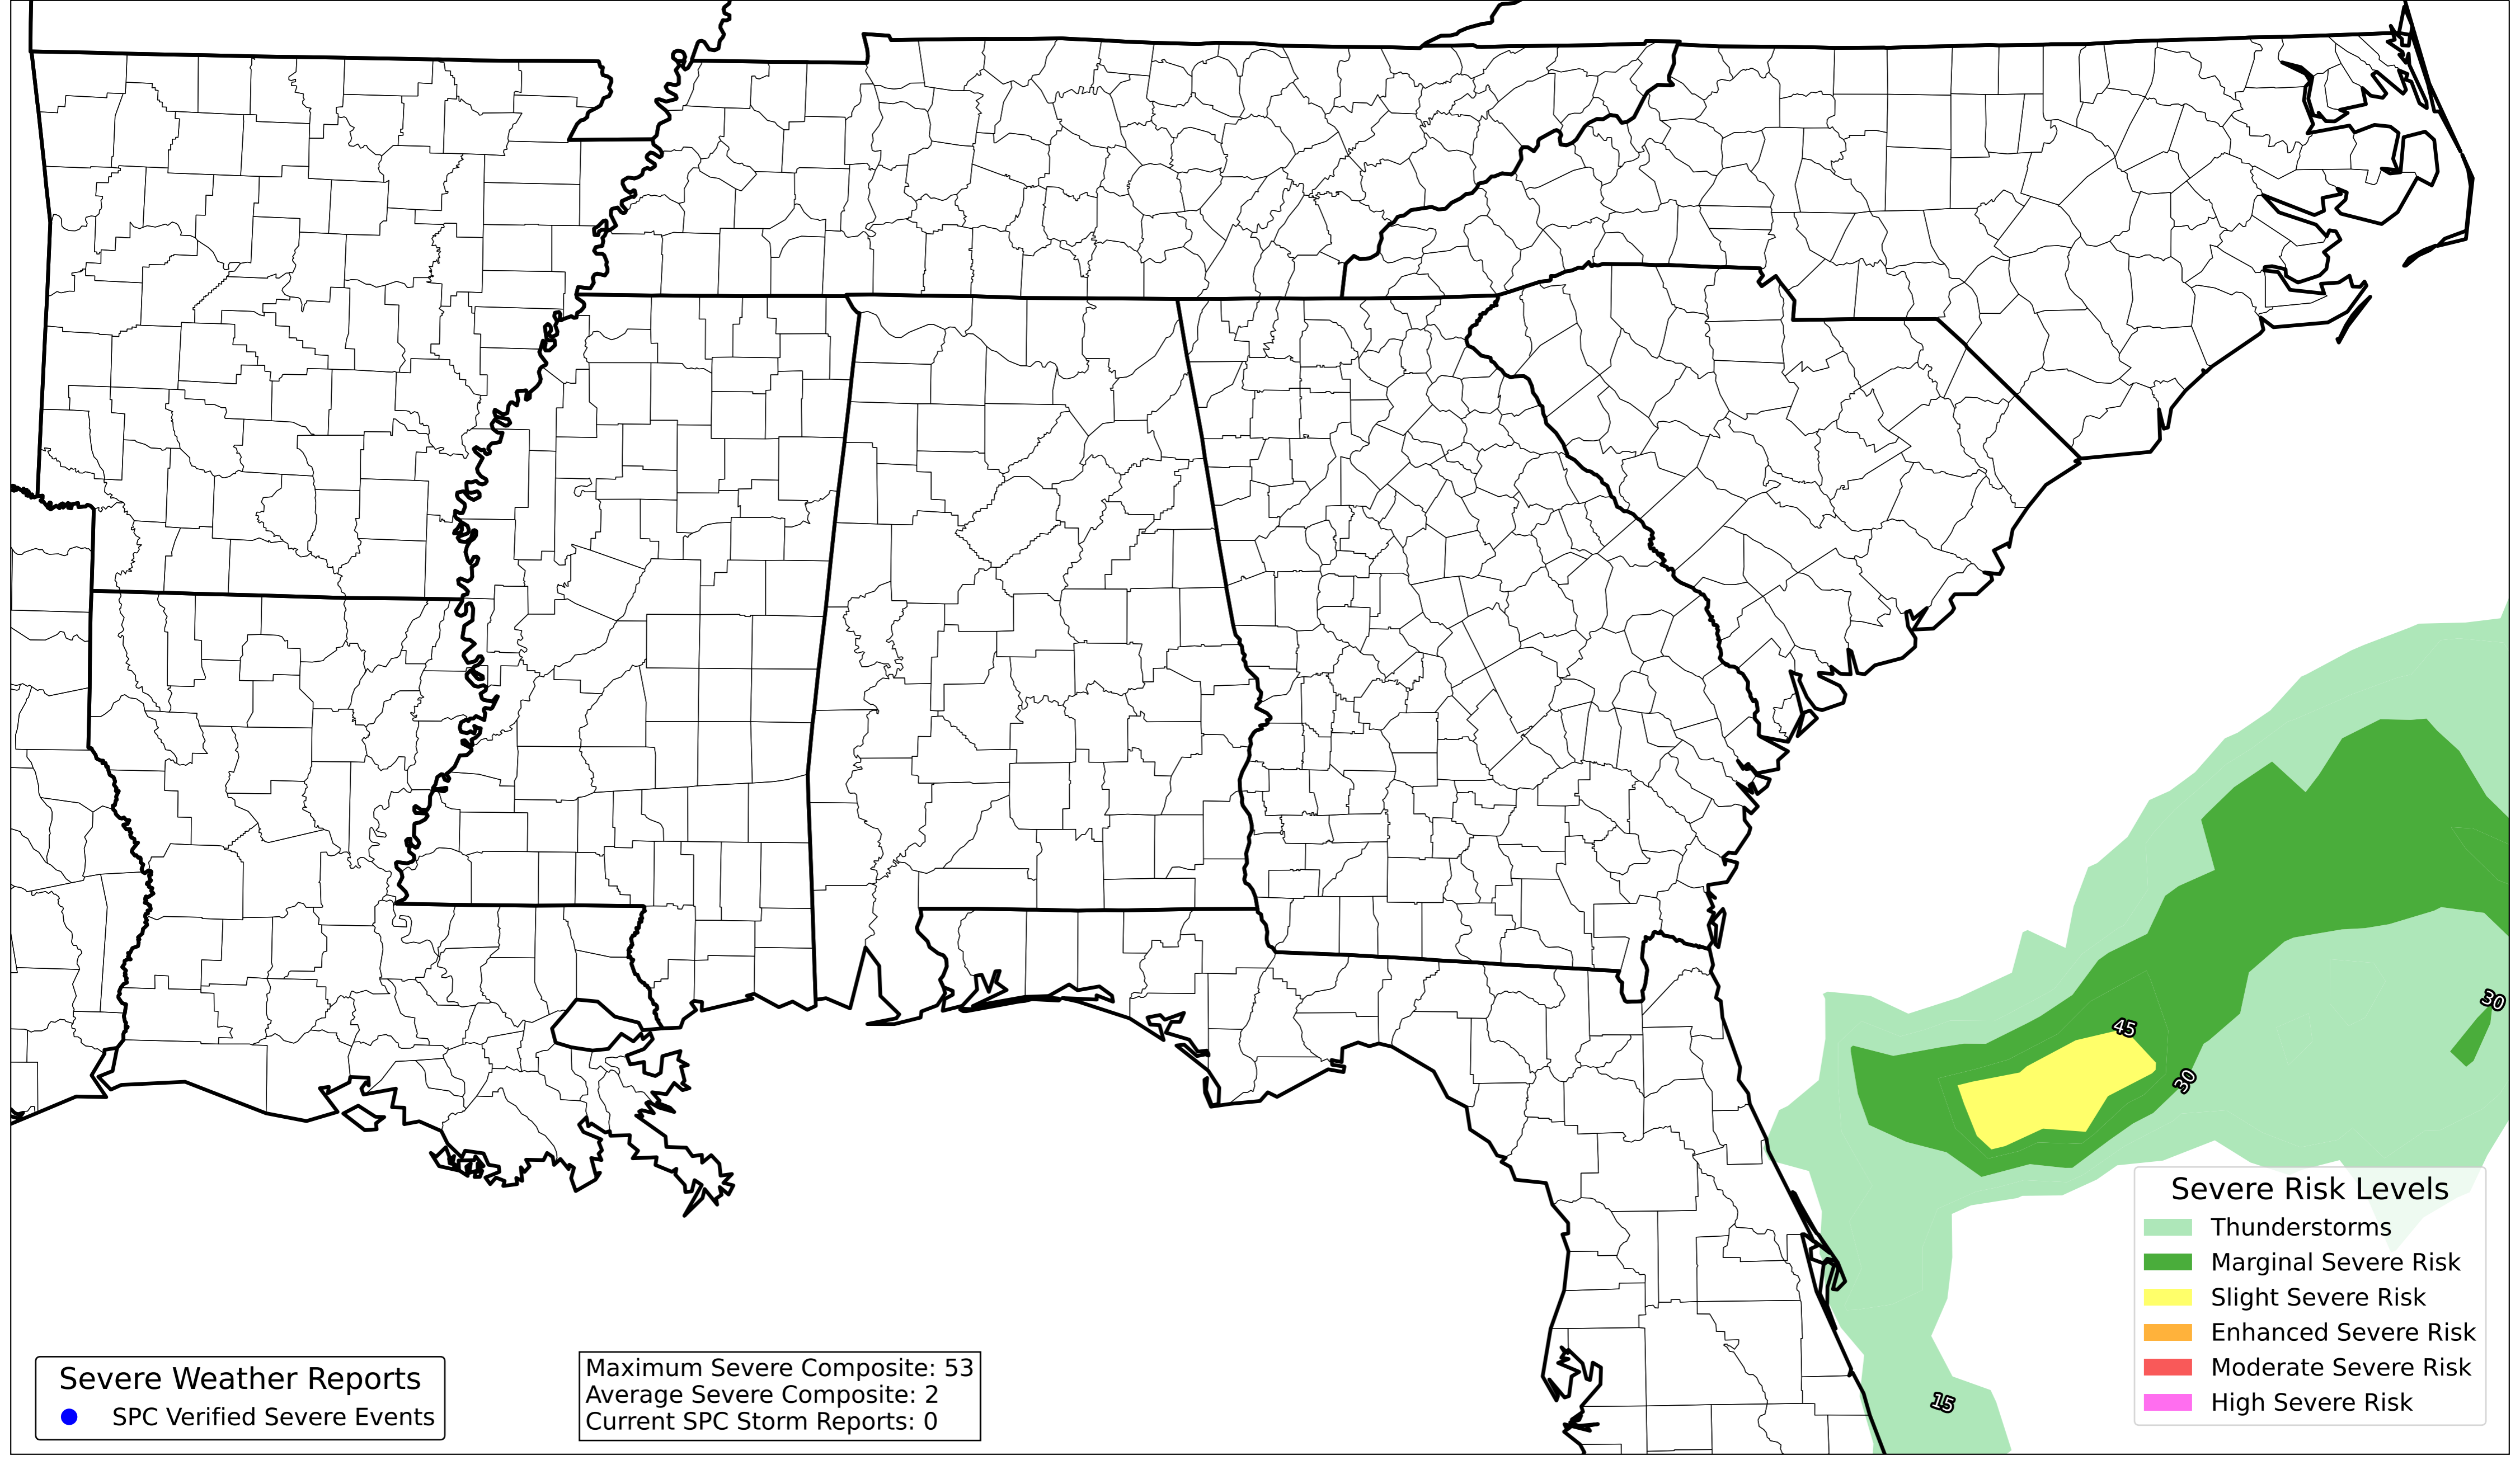 30
45
30
15
Severe Risk Levels
Thunderstorms
Marginal Severe Risk
Slight Severe Risk
Enhanced Severe Risk
Moderate Severe Risk
High Severe Risk
Severe Weather Reports
SPC Verified Severe Events
Maximum Severe Composite: 53
Average Severe Composite: 2
Current SPC Storm Reports: 0